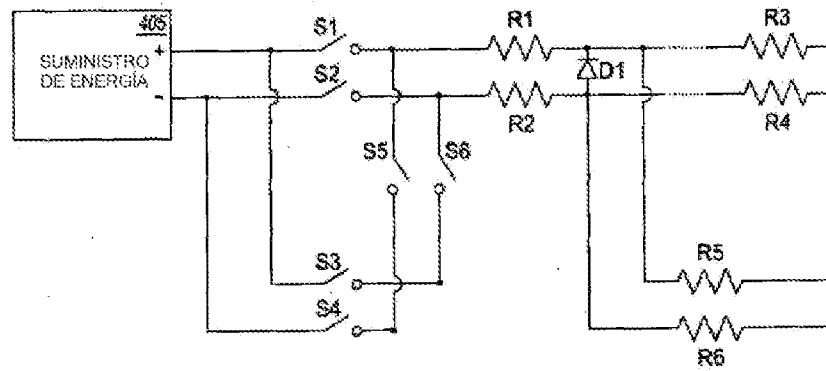 405
SUMINISTRO
DE ENERGÍA
+
-
S1
S2
S5
S6
S3
S4
R1
R2
D1
R3
R4
R5
R6